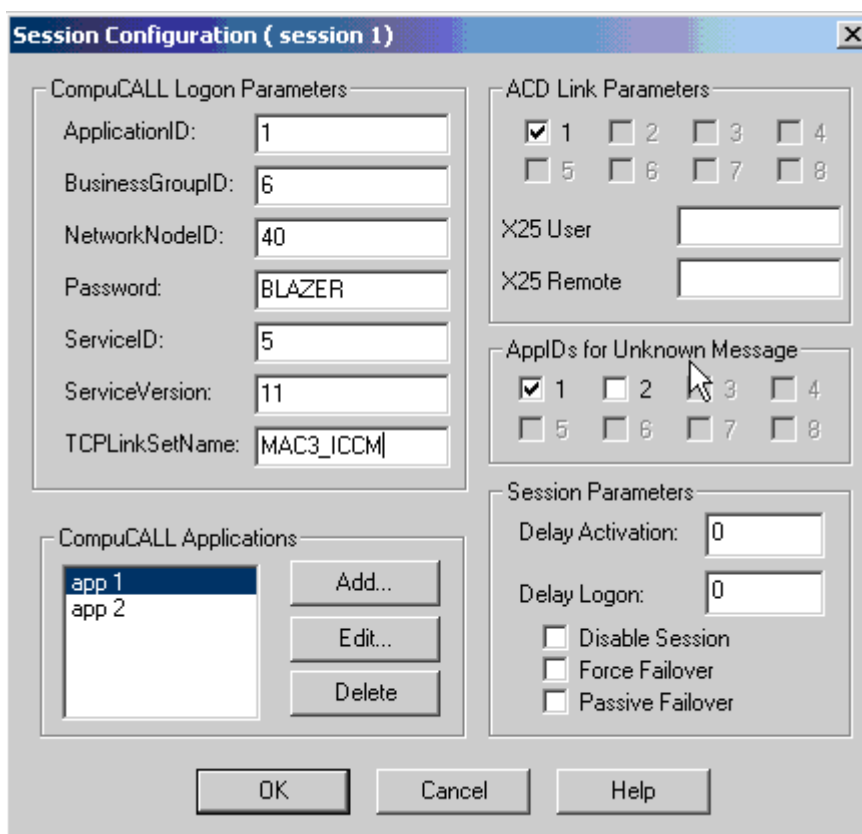 Session Configuration ( session 1)
CompuCALL Logon Parameters
ApplicationID: 1
BusinessGroupID: 6
NetworkNodeID: 40
Password: BLAZER
ServiceID: 5
ServiceVersion: 11
TCPLinkSetName: MAC3_ICCM
CompuCALL Applications
app 1
app 2
Add...
Edit...
Delete
ACD Link Parameters
1 2 3 4
5 6 7 8
X25 User
X25 Remote
AppIDs for Unknown Message
1 2 3 4
5 6 7 8
Session Parameters
Delay Activation: 0
Delay Logon: 0
Disable Session
Force Failover
Passive Failover
OK Cancel Help